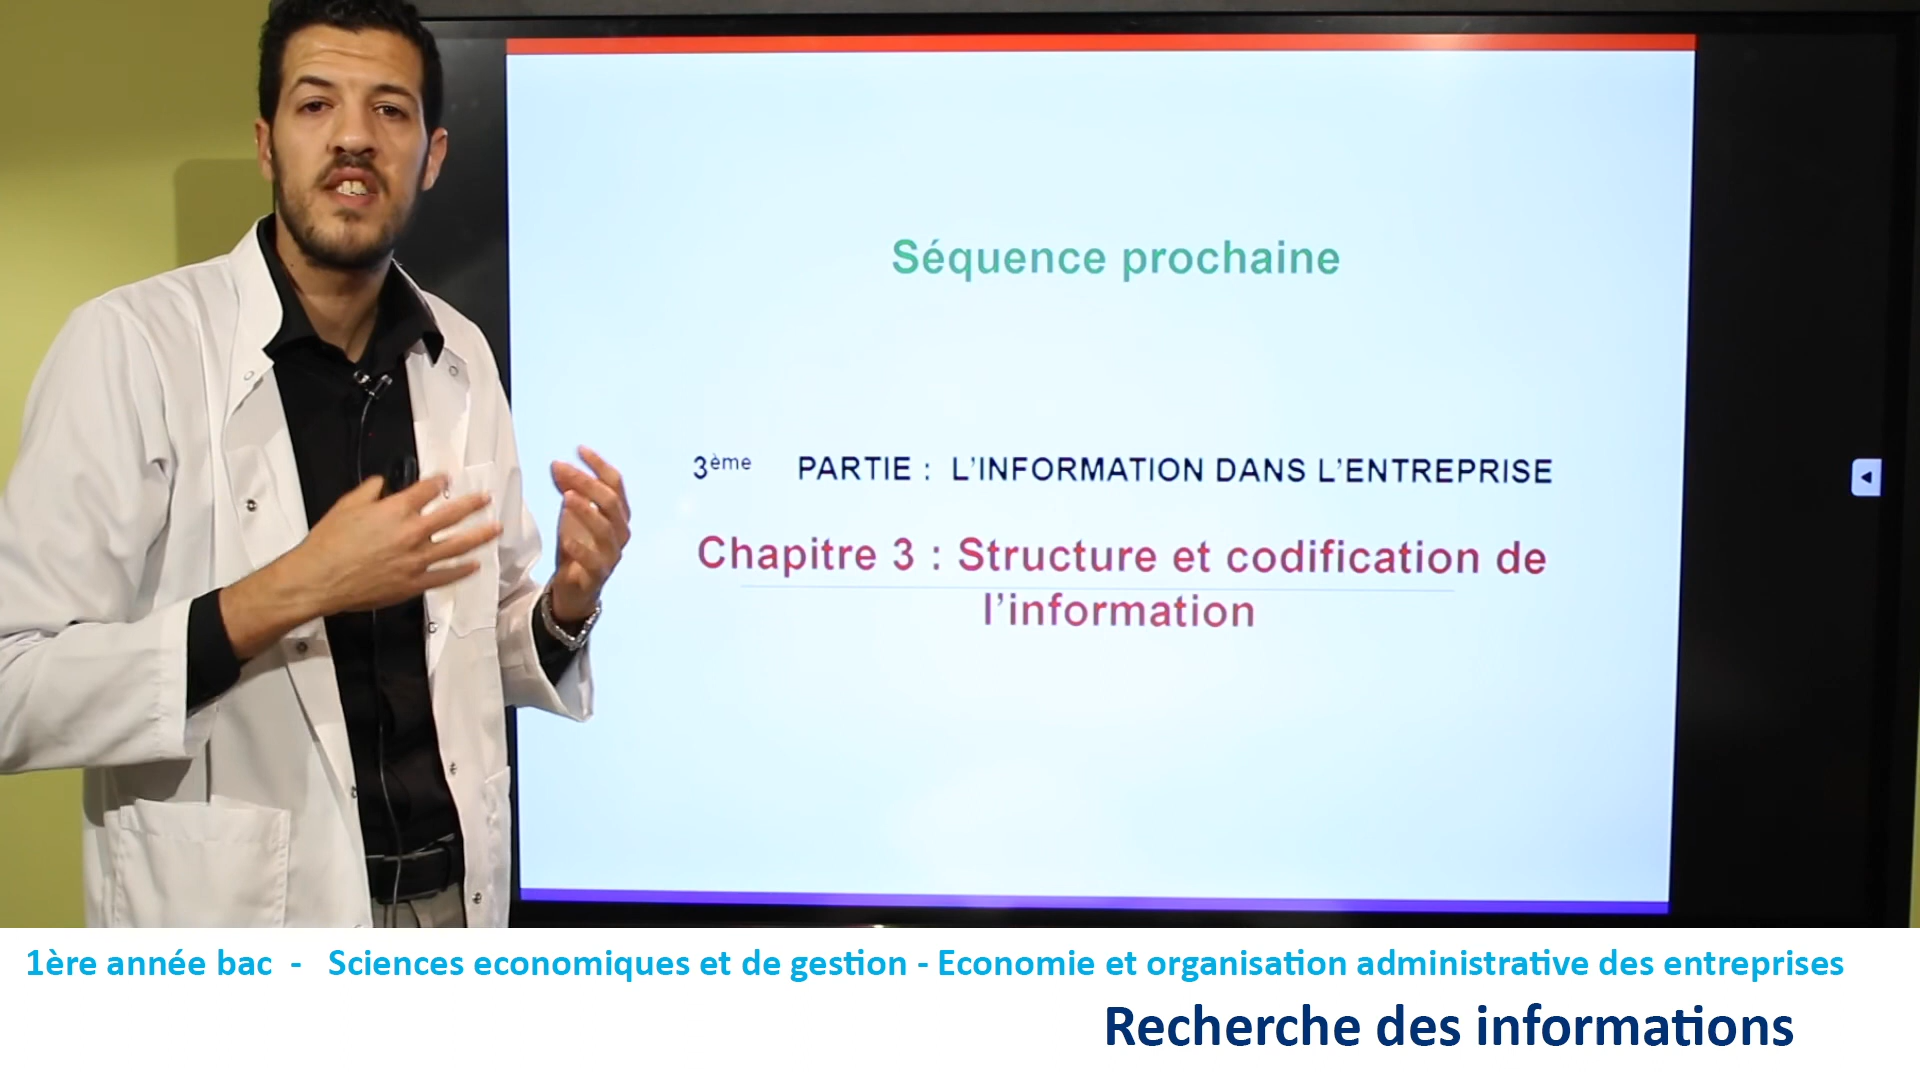 Séquence prochaine
3ème PARTIE : L'INFORMATION DANS L'ENTREPRISE
Chapitre 3 : Structure et codification de
l'information
1ère année bac - Sciences economiques et de gestion - Economie et organisation administrative des entreprises
Recherche des informations